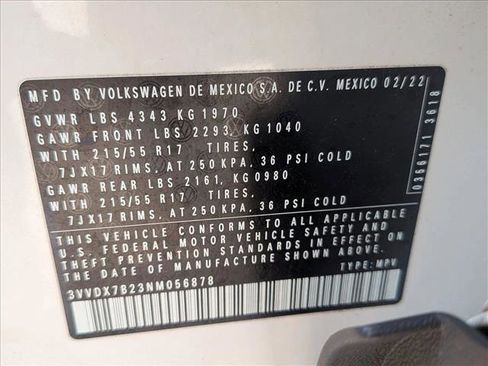 MFD BY VOLKSWAGEN DE MEXICO S.A. DE C.V. MEXICO 02/22
GVWR LBS 4343 KG 1970
GAWR FRONT LBS 2293 KG 1040
WITH 215/55 R17 TIRES,
7JX17 RIMS, AT 250 KPA, 36 PSI COLD
GAWR REAR LBS 2161, KG 0980
WITH 215/55 R17 TIRES,
7JX17 RIMS, AT 250 KPA, 36 PSI COLD
THIS VEHICLE CONFORMS TO ALL APPLICABLE
U.S. FEDERAL MOTOR VEHICLE SAFETY AND
THEFT PREVENTION STANDARDS IN EFFECT ON
THE DATE OF MANUFACTURE SHOWN ABOVE.
3VVDX7B23NM056878 TYPE: MPV
0356171 3618